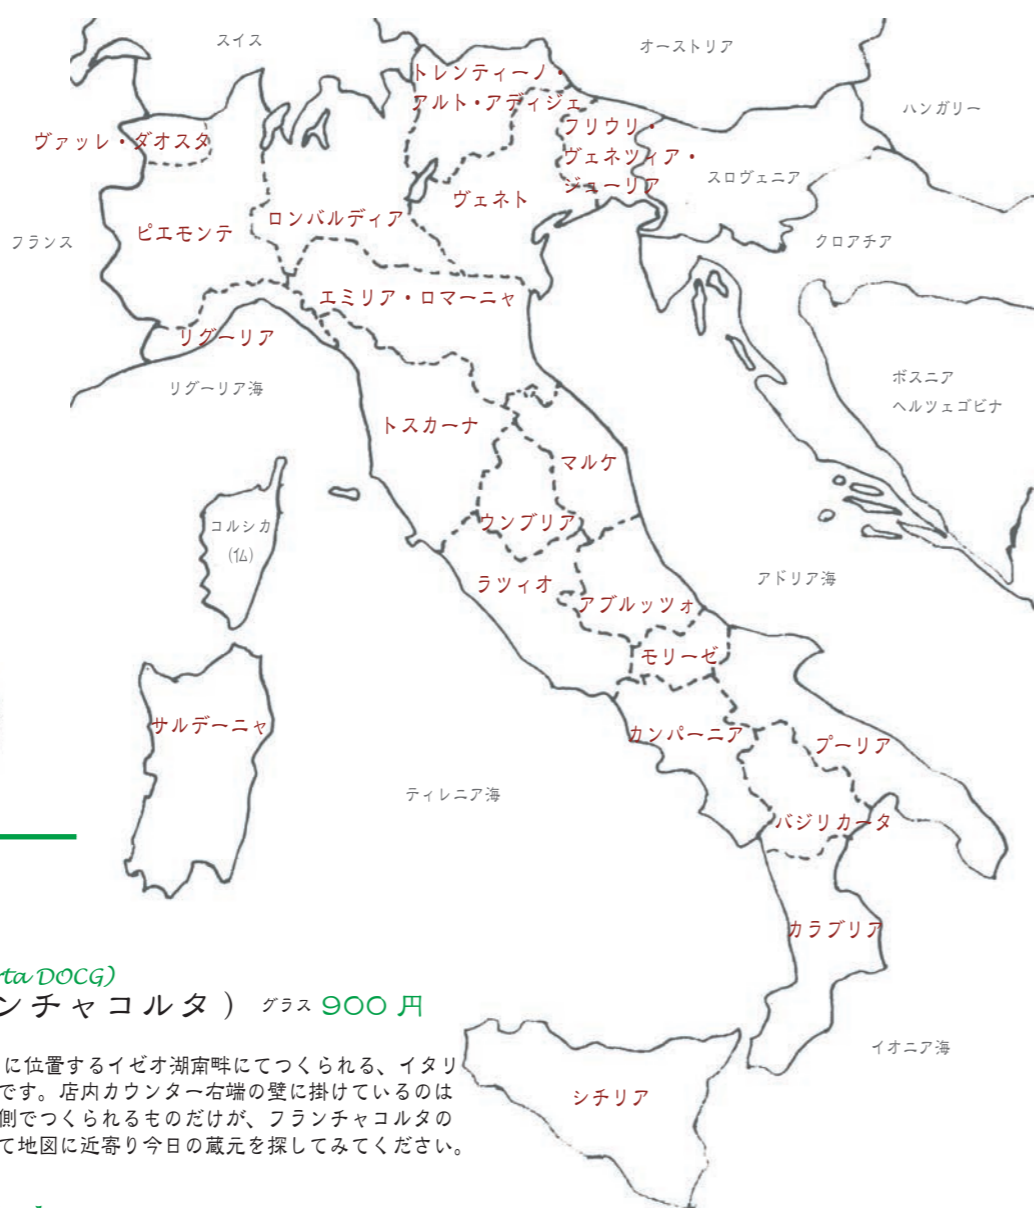 スイス
オーストリア
トレンティーノ・
アルト・アディジェ
ハンガリー
ヴァッレ・ダオスタ
フリウリ・
ヴェネツィア・
ジューリア
スロヴェニア
ヴェネト
ロンバルディア
ピエモンテ
フランス
クロアチア
エミリア・ロマーニャ
リグーリア
リグーリア海
ボスニア
ヘルツェゴビナ
トスカーナ
マルケ
コルシカ
(仏)
ウンブリア
ラツィオ
アドリア海
アブルッツォ
モリーゼ
サルデーニャ
カンパーニア
プーリア
ティレニア海
バジリカータ
カラブリア
イオニア海
シチリア
ta DOCG)
ンチャコルタ) グラス 900 円
に位置するイゼオ湖南畔にてつくられる、イタリ
です。店内カウンター右端の壁に掛けているのは
側でつくられるものだけが、フランチャコルタの
て地図に近寄り今日の蔵元を探してみてください。